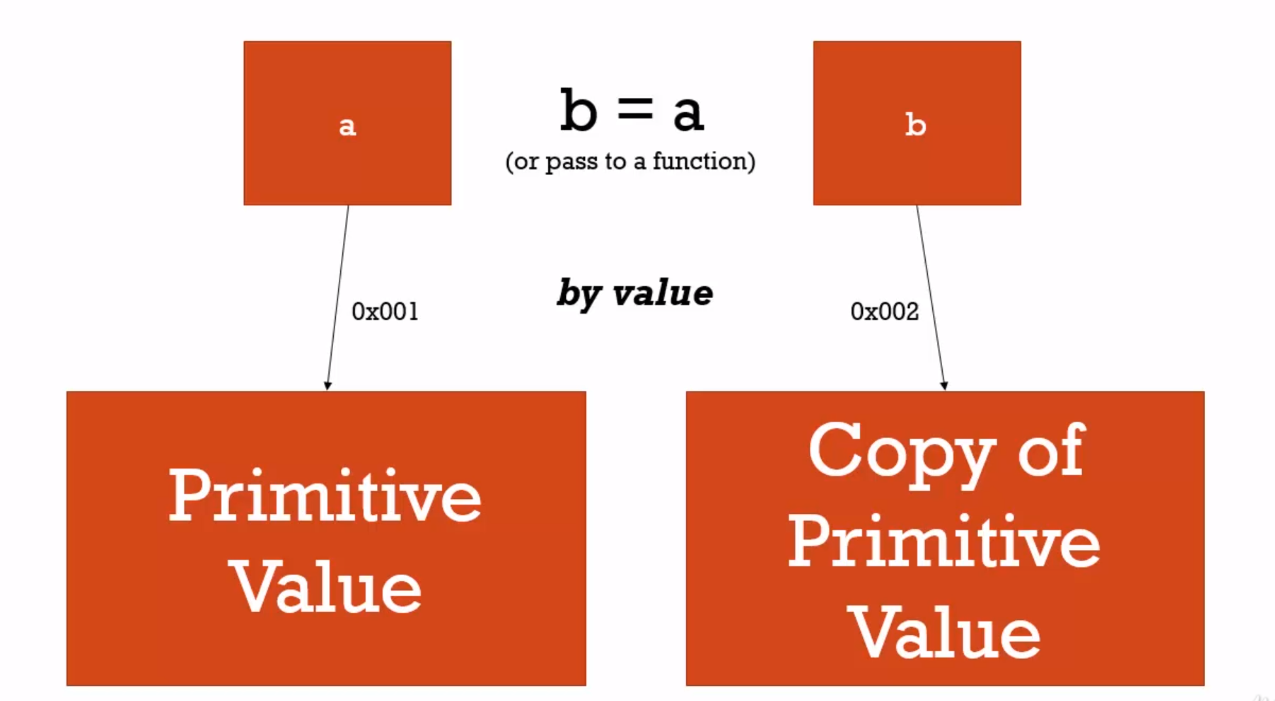 a
b = a
b
(or pass to a function)
by value
0x001
0x002
Primitive
Value
Copy of
Primitive
Value